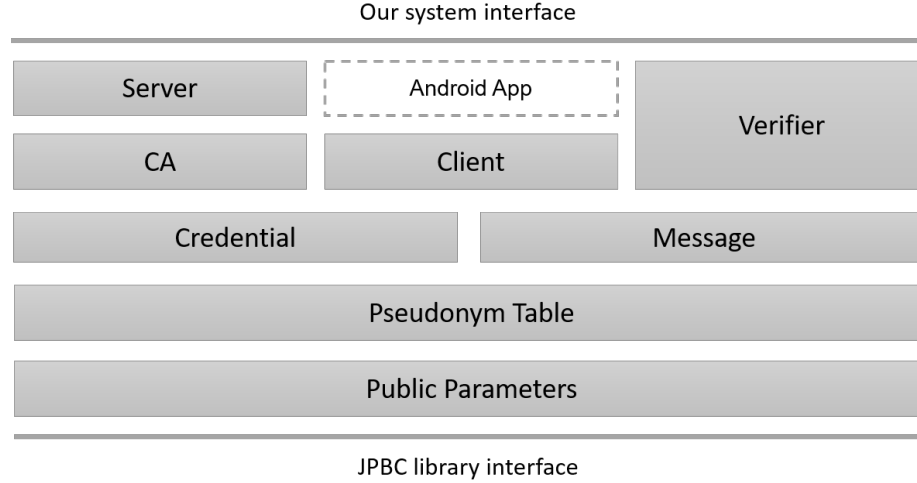 Our system interface
Server
Android App
Verifier
CA
Client
Credential
Message
Pseudonym Table
Public Parameters
JPBC library interface